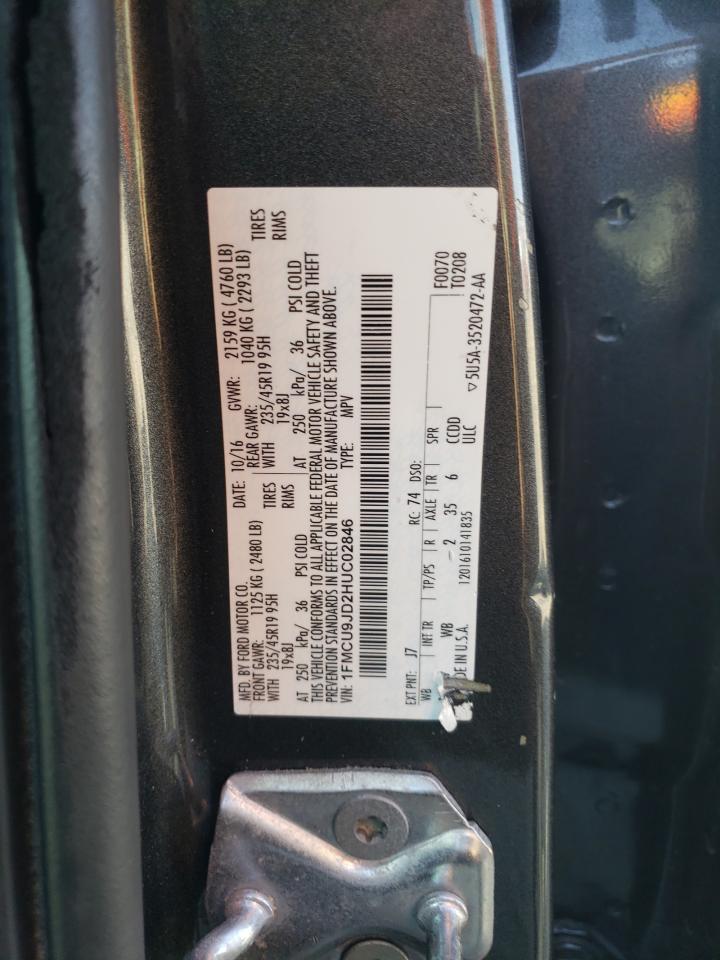 MFD. BY FORD MOTOR CO.
DATE: 10/16 GVWR: 2159 KG ( 4760 LB)
FRONT GAWR: 1125 KG ( 2480 LB)
REAR GAWR: 1040 KG ( 2293 LB)
WITH 235/45R19 95H TIRES
WITH 235/45R19 95H TIRES
19x8J RIMS
19x8J RIMS
AT 250 kPa/ 36 PSI COLD
AT 250 kPa/ 36 PSI COLD
THIS VEHICLE CONFORMS TO ALL APPLICABLE FEDERAL MOTOR VEHICLE SAFETY AND THEFT
PREVENTION STANDARDS IN EFFECT ON THE DATE OF MANUFACTURE SHOWN ABOVE.
VIN: 1FMCU9JD2HUC02846 TYPE: MPV
EXT PNT: J7 RC: 74 DSO: F0070
WB INT TR TP/PS R AXLE TR SPR T0208
WB 2 35 6 CCDD
DE IN U.S.A. 1201610141835 ULC ▽ 5U5A-3520472-AA